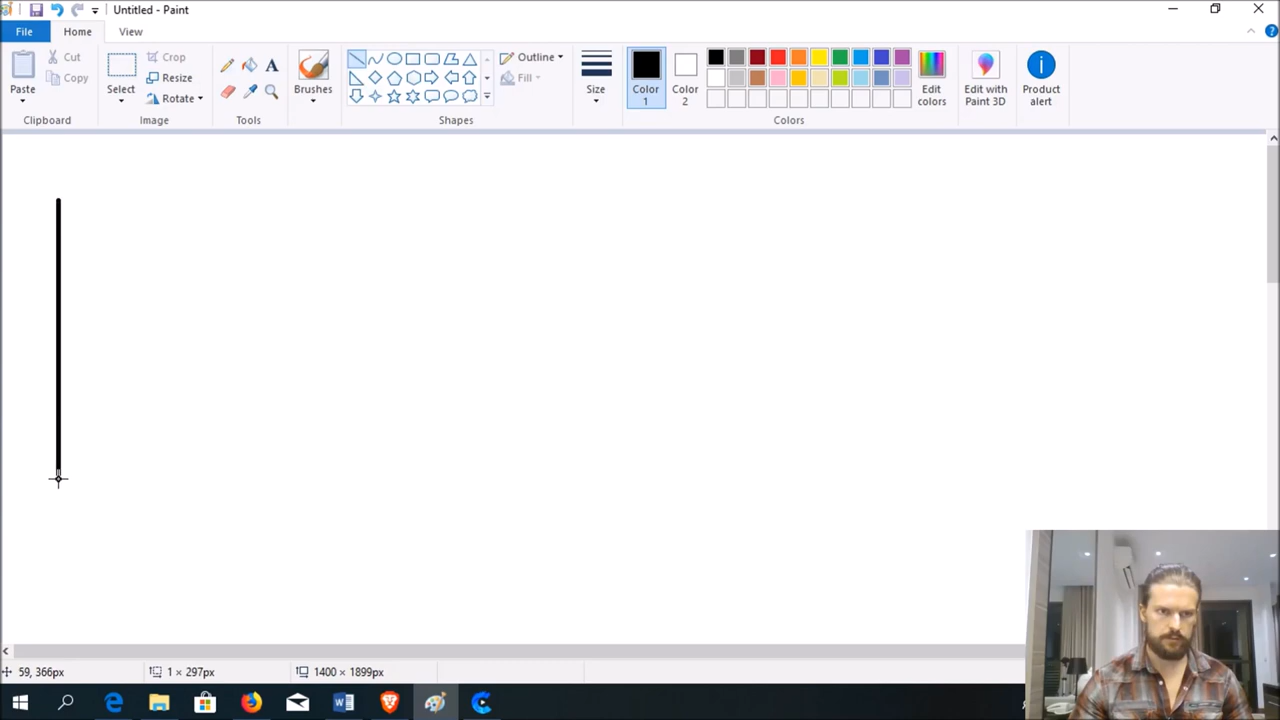 Untitled - Paint
File Home View
Paste
Cut
Copy
Clipboard
Select
Crop
Resize
Rotate
Image
A
Tools
Brushes
Shapes
Outline
Fill
Size
Color 1
Color 2
Edit colors
Colors
Edit with Paint 3D
Product alert
59, 366px
1 × 297px
1400 × 1899px